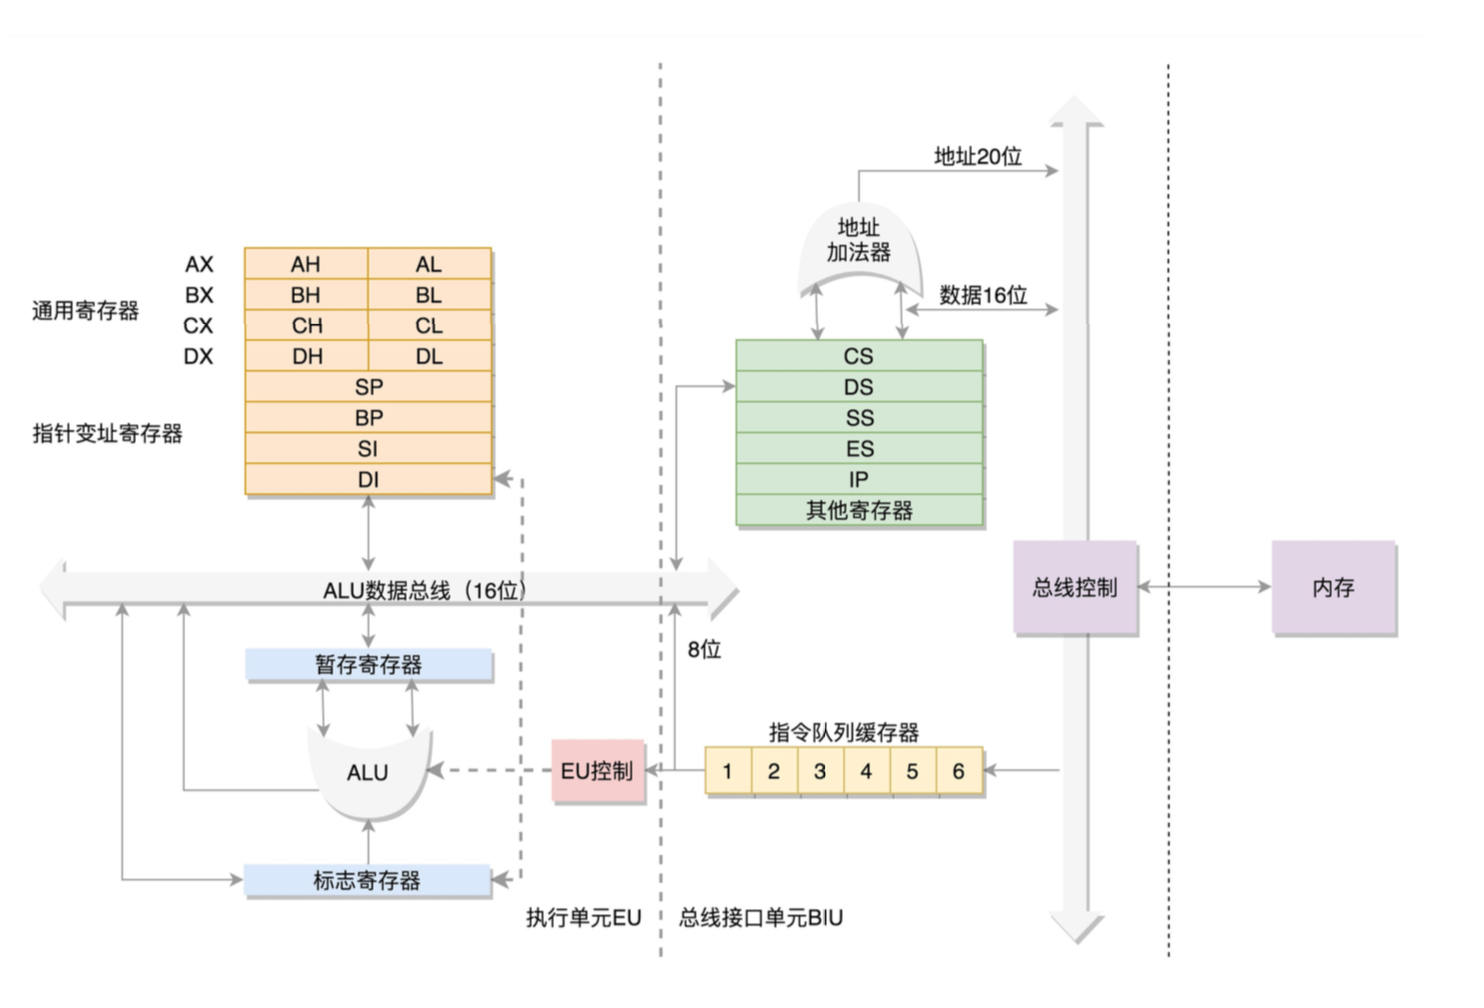 地址20位
地址
加法器
数据16位
通用寄存器
AX AH AL
BX BH BL
CX CH CL
DX DH DL
指针变址寄存器
SP
BP
SI
DI
CS
DS
SS
ES
IP
其他寄存器
ALU数据总线（16位）
总线控制
内存
暂存寄存器
8位
指令队列缓存器
ALU
EU控制
1 2 3 4 5 6
标志寄存器
执行单元EU
总线接口单元BIU